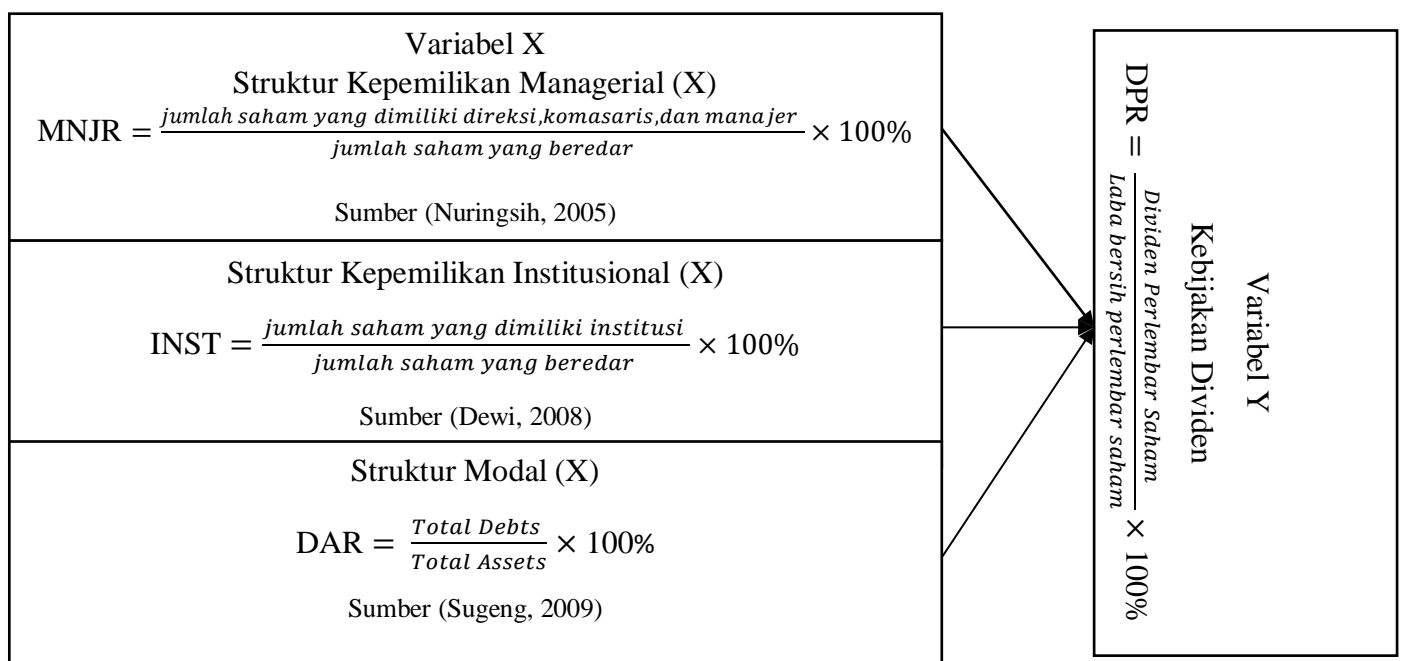 Variabel X
Struktur Kepemilikan Managerial (X)
MNJR = jumlah saham yang dimiliki direksi,komasaris,dan manajer / jumlah saham yang beredar × 100%
Sumber (Nuringsih, 2005)
Struktur Kepemilikan Institusional (X)
INST = jumlah saham yang dimiliki institusi / jumlah saham yang beredar × 100%
Sumber (Dewi, 2008)
Struktur Modal (X)
DAR = Total Debts / Total Assets × 100%
Sumber (Sugeng, 2009)
Variabel Y
Kebijakan Dividen
DPR = Dividen Perlembar Saham / Laba bersih perlembar saham × 100%